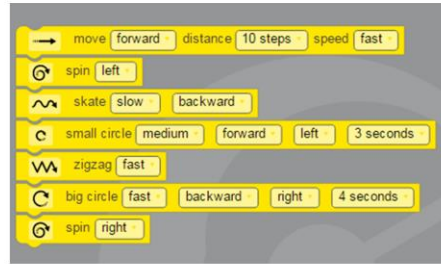 move forward distance 10 steps speed fast
spin left
skate slow backward
small circle medium forward left 3 seconds
zigzag fast
big circle fast backward right 4 seconds
spin right